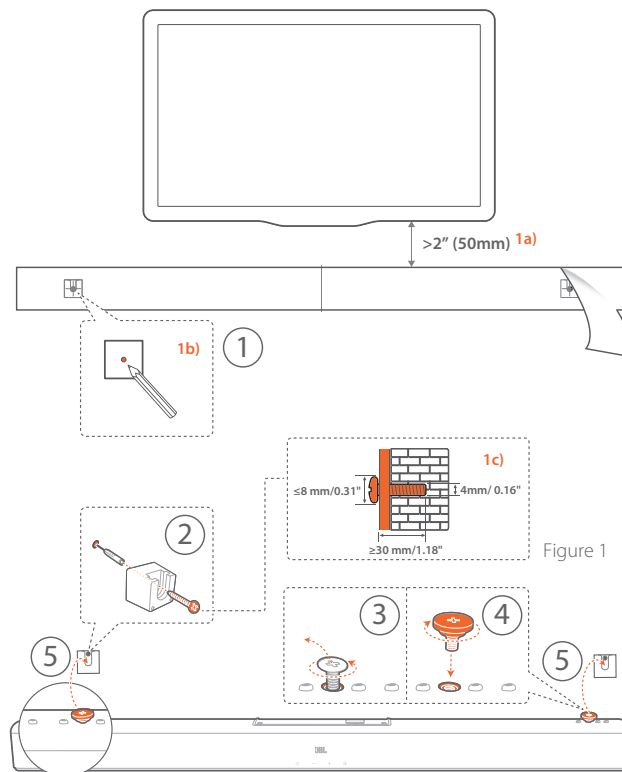 >2” (50mm) 1a)
1b)
1
1c)
≤8 mm/0.31"
4mm/ 0.16"
≥30 mm/1.18"
Figure 1
2
3
4
5
5
JBL